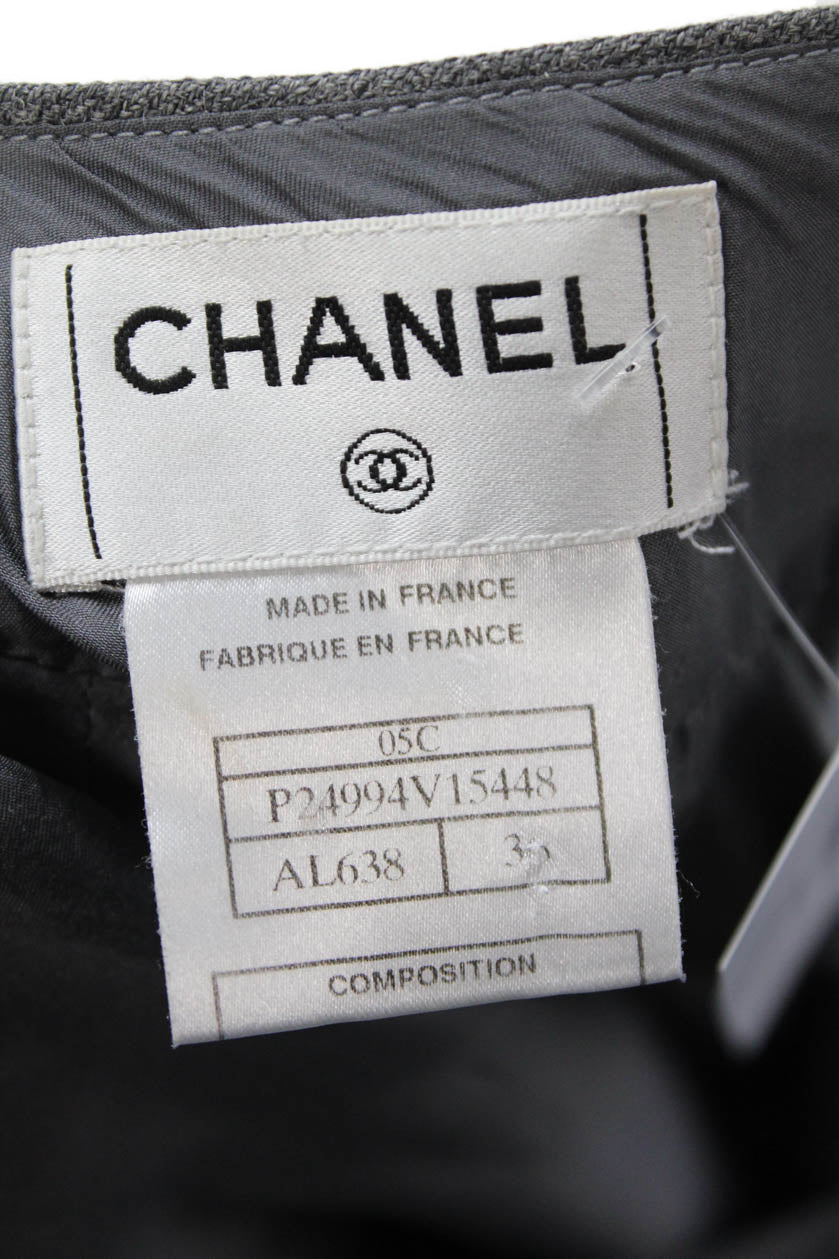 CHANEL
MADE IN FRANCE
FABRIQUE EN FRANCE
05C
P24994V15448
AL638
COMPOSITION